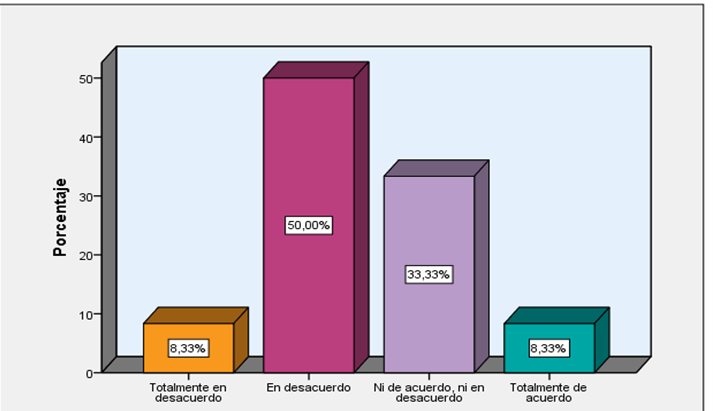 Porcentaje
50
40
30
20
10
0
8,33%
50,00%
33,33%
8,33%
Totalmente en
desacuerdo
En desacuerdo
Ni de acuerdo, ni en
desacuerdo
Totalmente de
acuerdo